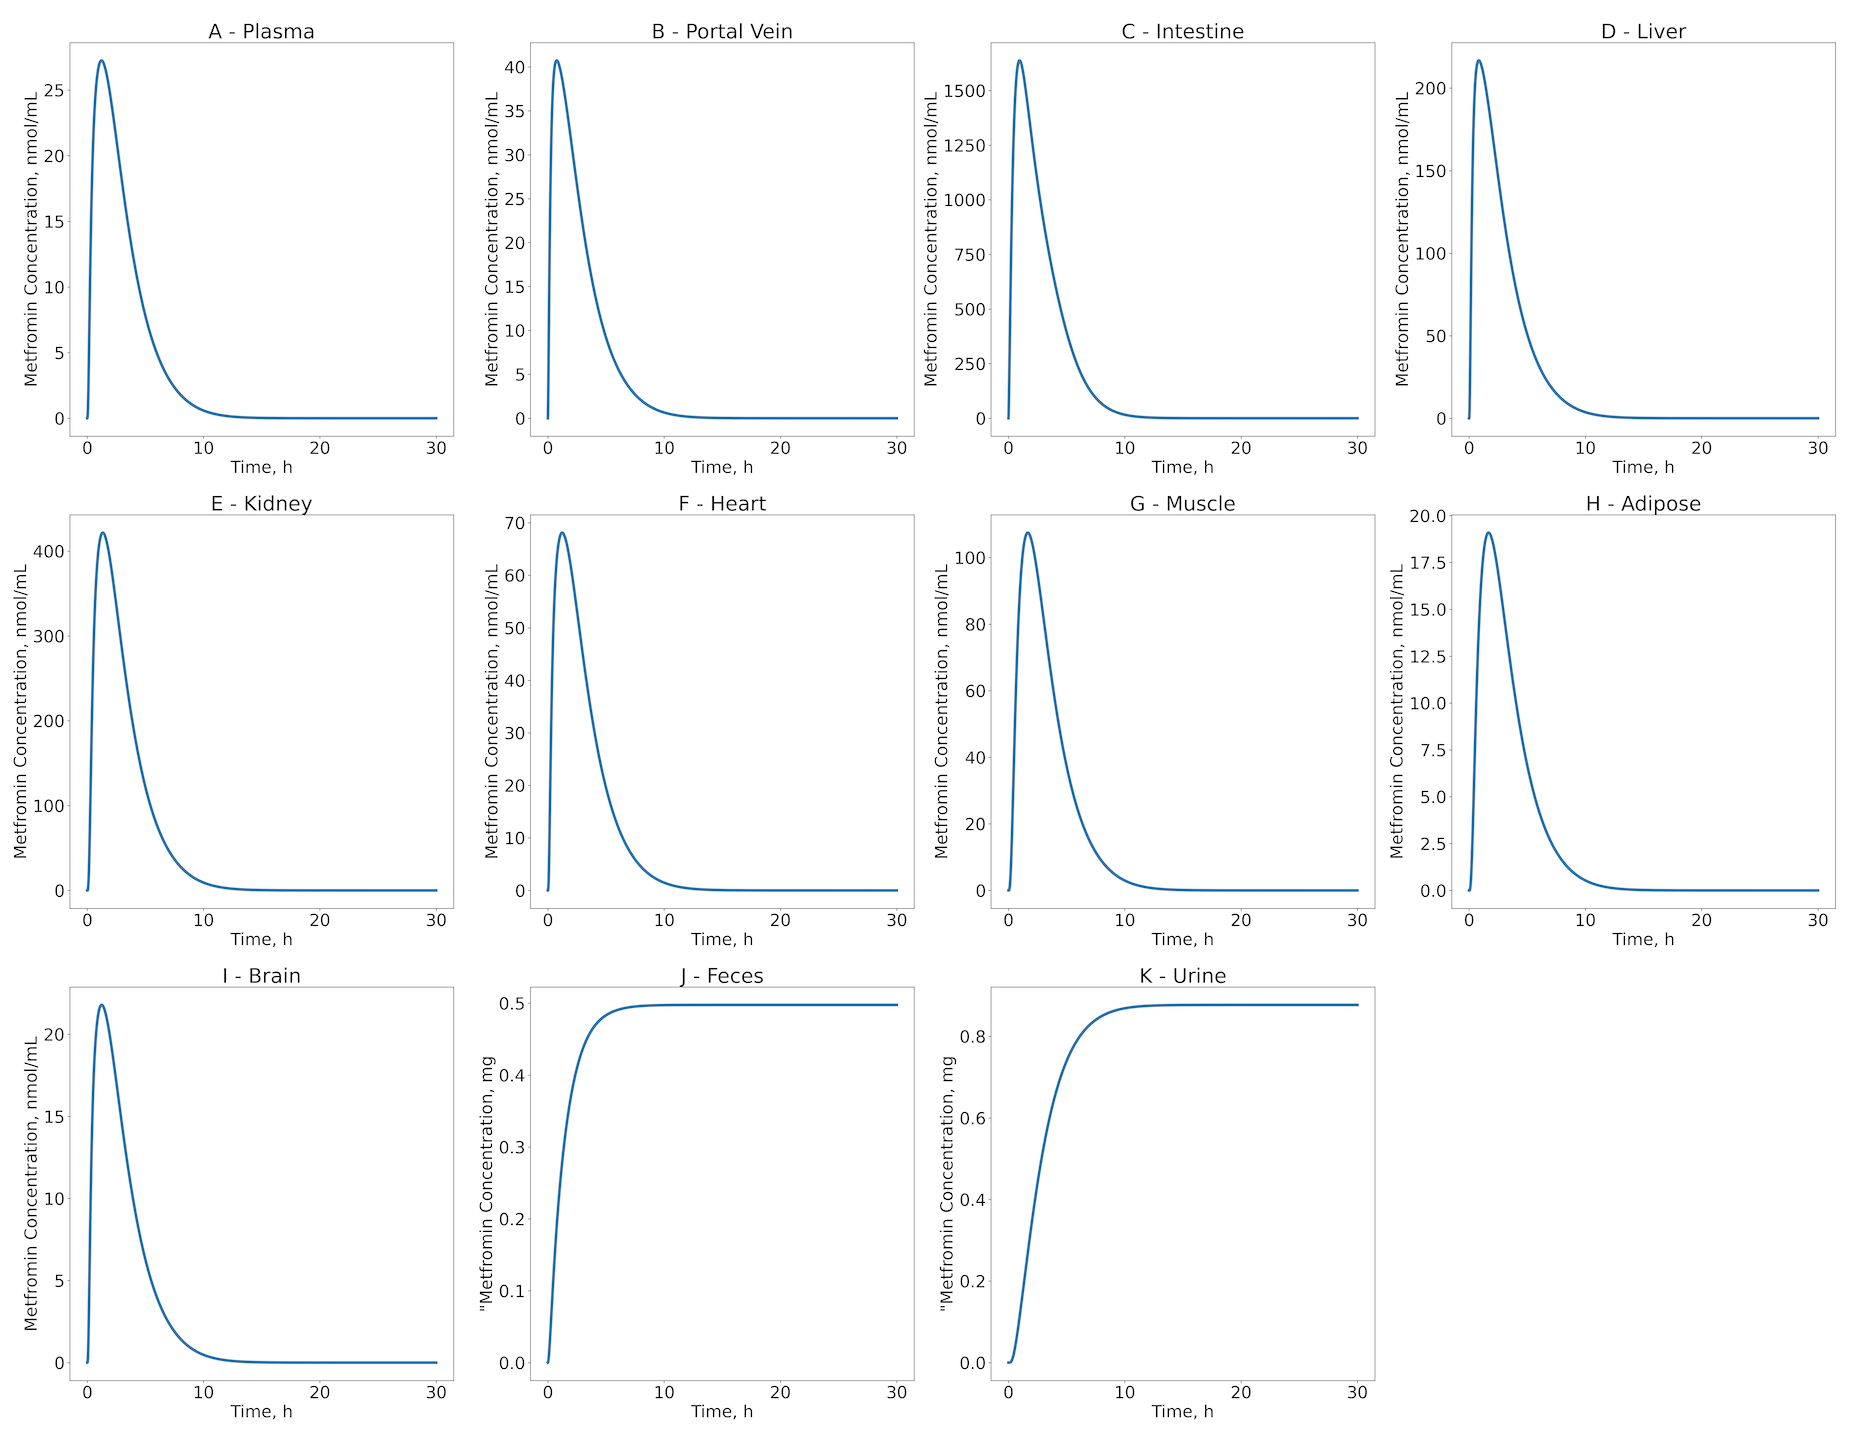 A - Plasma
Metfromin Concentration, nmol/mL
25
20
15
10
5
0
0 10 20 30
Time, h
B - Portal Vein
Metfromin Concentration, nmol/mL
40
35
30
25
20
15
10
5
0
0 10 20 30
Time, h
C - Intestine
Metfromin Concentration, nmol/mL
1500
1250
1000
750
500
250
0
0 10 20 30
Time, h
D - Liver
Metfromin Concentration, nmol/mL
200
150
100
50
0
0 10 20 30
Time, h
E - Kidney
Metfromin Concentration, nmol/mL
400
300
200
100
0
0 10 20 30
Time, h
F - Heart
Metfromin Concentration, nmol/mL
70
60
50
40
30
20
10
0
0 10 20 30
Time, h
G - Muscle
Metfromin Concentration, nmol/mL
100
80
60
40
20
0
0 10 20 30
Time, h
H - Adipose
Metfromin Concentration, nmol/mL
20.0
17.5
15.0
12.5
10.0
7.5
5.0
2.5
0.0
0 10 20 30
Time, h
I - Brain
Metfromin Concentration, nmol/mL
20
15
10
5
0
0 10 20 30
Time, h
J - Feces
"Metfromin Concentration, mg
0.5
0.4
0.3
0.2
0.1
0.0
0 10 20 30
Time, h
K - Urine
"Metfromin Concentration, mg
0.8
0.6
0.4
0.2
0.0
0 10 20 30
Time, h